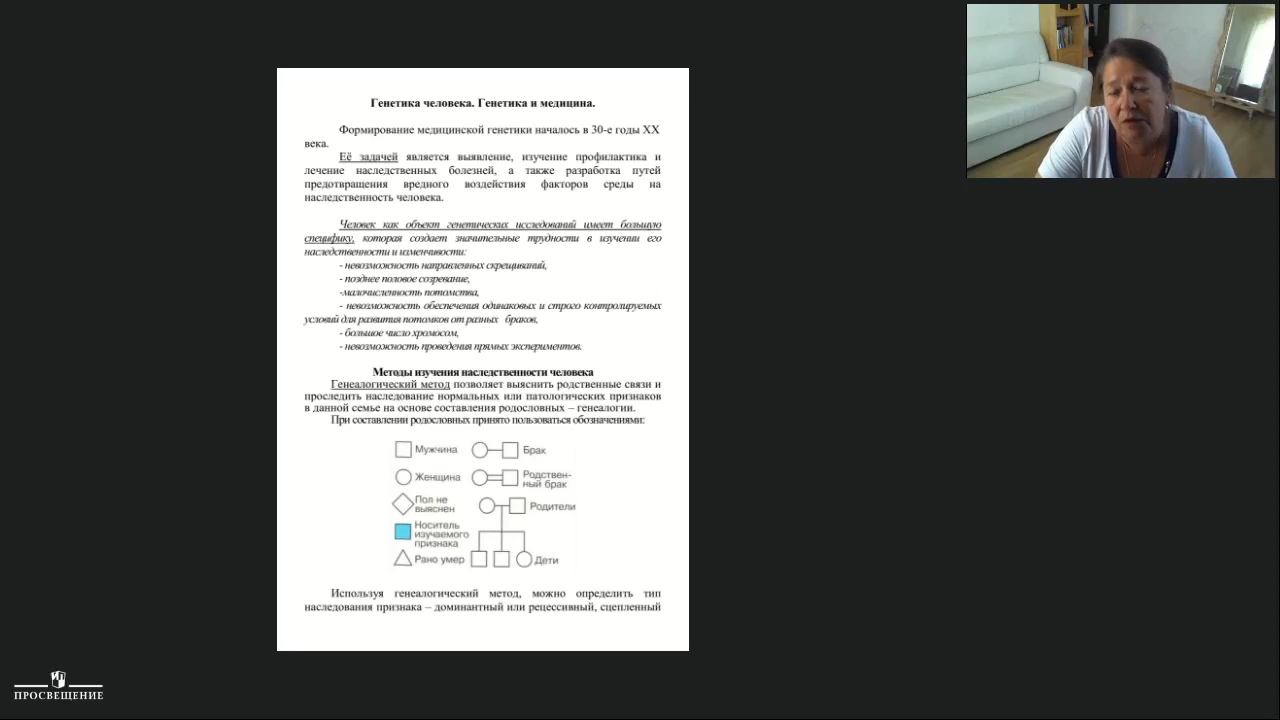 Генетика человека. Генетика и медицина.
Формирование медицинской генетики началось в 30-е годы XX
века.
Её задачей является выявление, изучение профилактика и
лечение наследственных болезней, а также разработка путей
предотвращения вредного воздействия факторов среды на
наследственность человека.
Человек как объект генетических исследований имеет большую
специфику, которая создает значительные трудности в изучении его
наследственности и изменчивости:
- невозможность направленных скрещиваний,
- позднее половое созревание,
-малочисленность потомства,
- невозможность обеспечения одинаковых и строго контролируемых
условий для развития потомков от разных браков,
- большое число хромосом,
- невозможность проведения прямых экспериментов.
Методы изучения наследственности человека
Генеалогический метод позволяет выяснить родственные связи и
проследить наследование нормальных или патологических признаков
в данной семье на основе составления родословных – генеалогии.
При составлении родословных принято пользоваться обозначениями:
Мужчина
Брак
Женщина
Родствен-
ный брак
Пол не
выяснен
Родители
Носитель
изучаемого
признака
Рано умер
Дети
Используя генеалогический метод, можно определить тип
наследования признака – доминантный или рецессивный, сцепленный
ПРОСВЕЩЕНИЕ